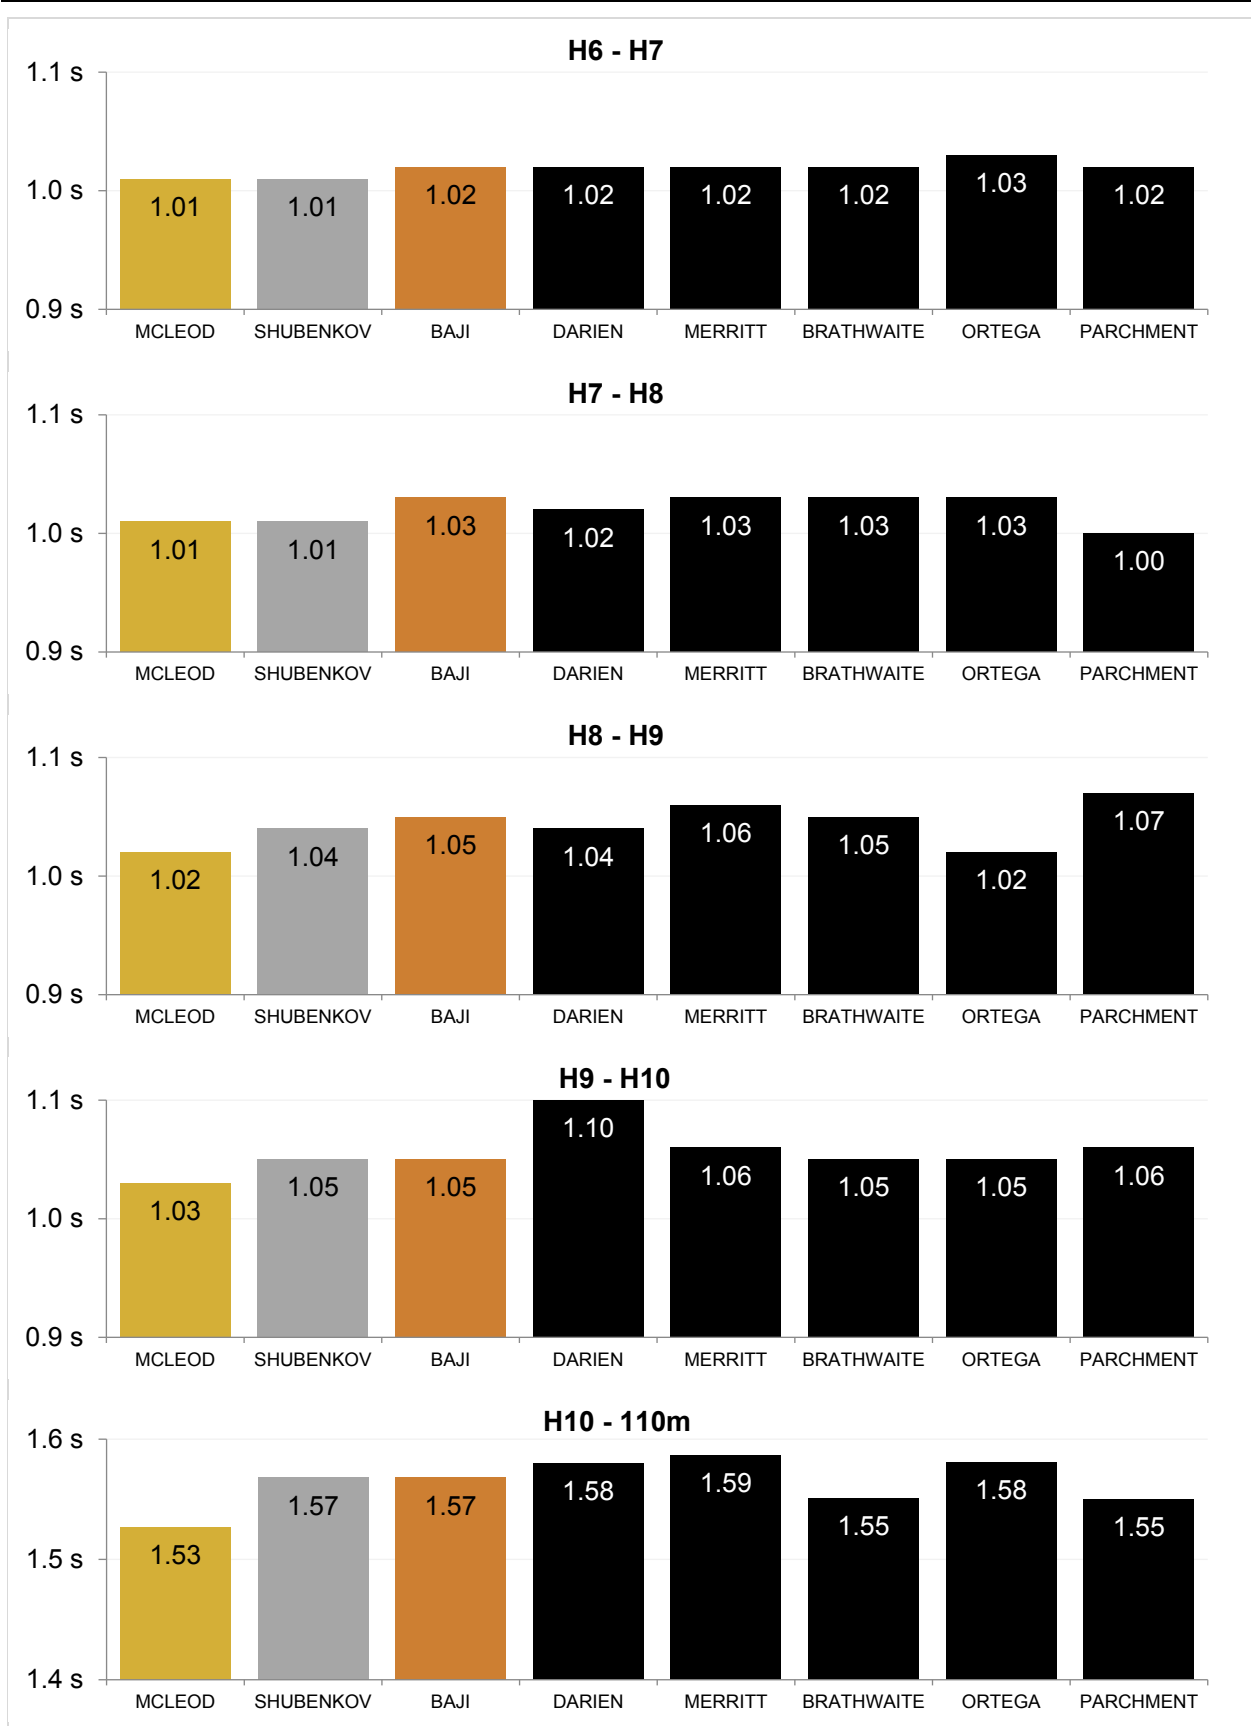 H6 - H7
1.1 s
1.0 s
0.9 s
1.01 1.01 1.02 1.02 1.02 1.02 1.03 1.02
MCLEOD SHUBENKOV BAJI DARIEN MERRITT BRATHWAITE ORTEGA PARCHMENT
H7 - H8
1.1 s
1.0 s
0.9 s
1.01 1.01 1.03 1.02 1.03 1.03 1.03 1.00
MCLEOD SHUBENKOV BAJI DARIEN MERRITT BRATHWAITE ORTEGA PARCHMENT
H8 - H9
1.1 s
1.0 s
0.9 s
1.02 1.04 1.05 1.04 1.06 1.05 1.02 1.07
MCLEOD SHUBENKOV BAJI DARIEN MERRITT BRATHWAITE ORTEGA PARCHMENT
H9 - H10
1.1 s
1.0 s
0.9 s
1.03 1.05 1.05 1.10 1.06 1.05 1.05 1.06
MCLEOD SHUBENKOV BAJI DARIEN MERRITT BRATHWAITE ORTEGA PARCHMENT
H10 - 110m
1.6 s
1.5 s
1.4 s
1.53 1.57 1.57 1.58 1.59 1.55 1.58 1.55
MCLEOD SHUBENKOV BAJI DARIEN MERRITT BRATHWAITE ORTEGA PARCHMENT